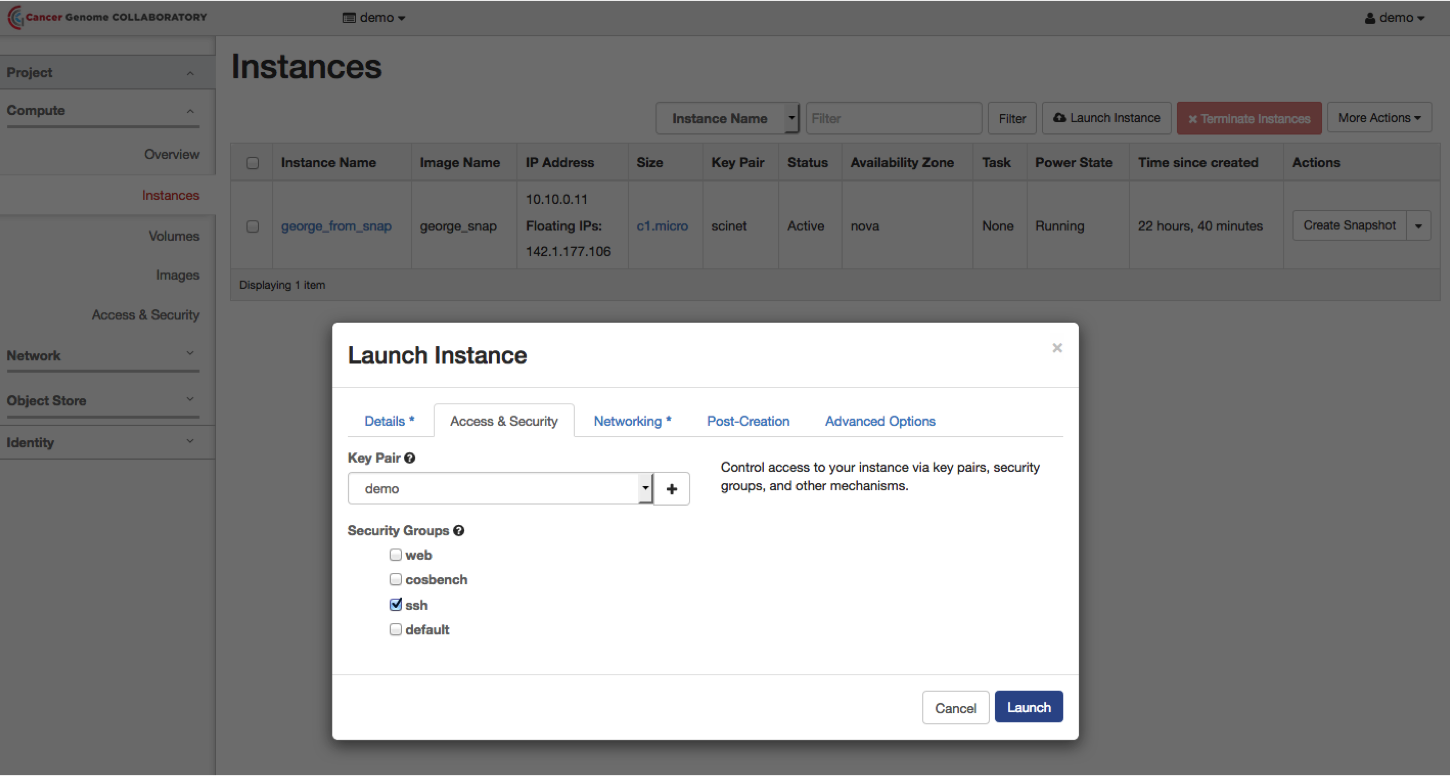 Cancer Genome COLLABORATORY
demo
demo
Project
Compute
Overview
Instances
Volumes
Images
Access & Security
Network
Object Store
Identity
Instances
Instance Name
Filter
Filter
Launch Instance
× Terminate Instances
More Actions
Instance Name Image Name IP Address Size Key Pair Status Availability Zone Task Power State Time since created Actions
10.10.0.11
george_from_snap george_snap Floating IPs: c1.micro scinet Active nova None Running 22 hours, 40 minutes Create Snapshot
142.1.177.106
Displaying 1 item
Launch Instance
×
Details * Access & Security Networking * Post-Creation Advanced Options
Key Pair ?
demo
+
Control access to your instance via key pairs, security
groups, and other mechanisms.
Security Groups ?
web
cosbench
ssh
default
Cancel Launch